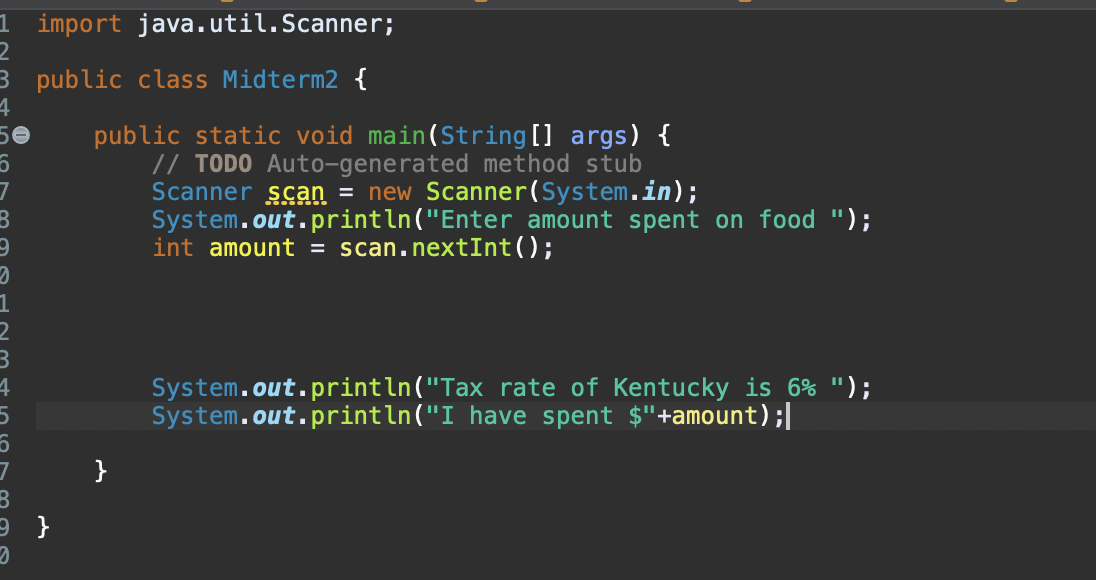 1 import java.util.Scanner;
2
3 public class Midterm2 {
4
5 public static void main(String[] args) {
6 // TODO Auto-generated method stub
7 Scanner scan = new Scanner(System.in);
8 System.out.println("Enter amount spent on food ");
9 int amount = scan.nextInt();
0
1
2
3
4 System.out.println("Tax rate of Kentucky is 6% ");
5 System.out.println("I have spent $"+amount);
6
7 }
8
9 }
0